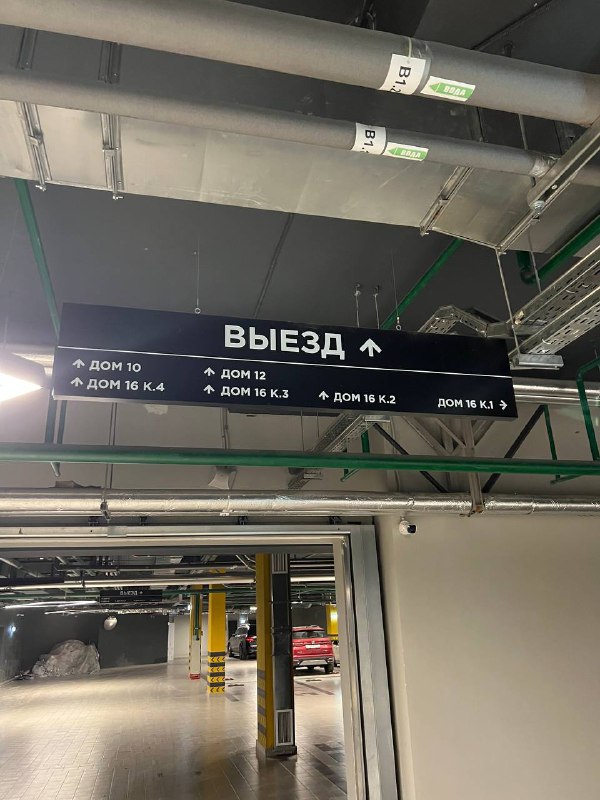 В1.
ВОДА
В1.
ВОДА
ВЫЕЗД ↑
↑ ДОМ 10
↑ ДОМ 12
↑ ДОМ 16 К.4
↑ ДОМ 16 К.3
↑ ДОМ 16 К.2
ДОМ 16 К.1 →
ВЫЕЗД